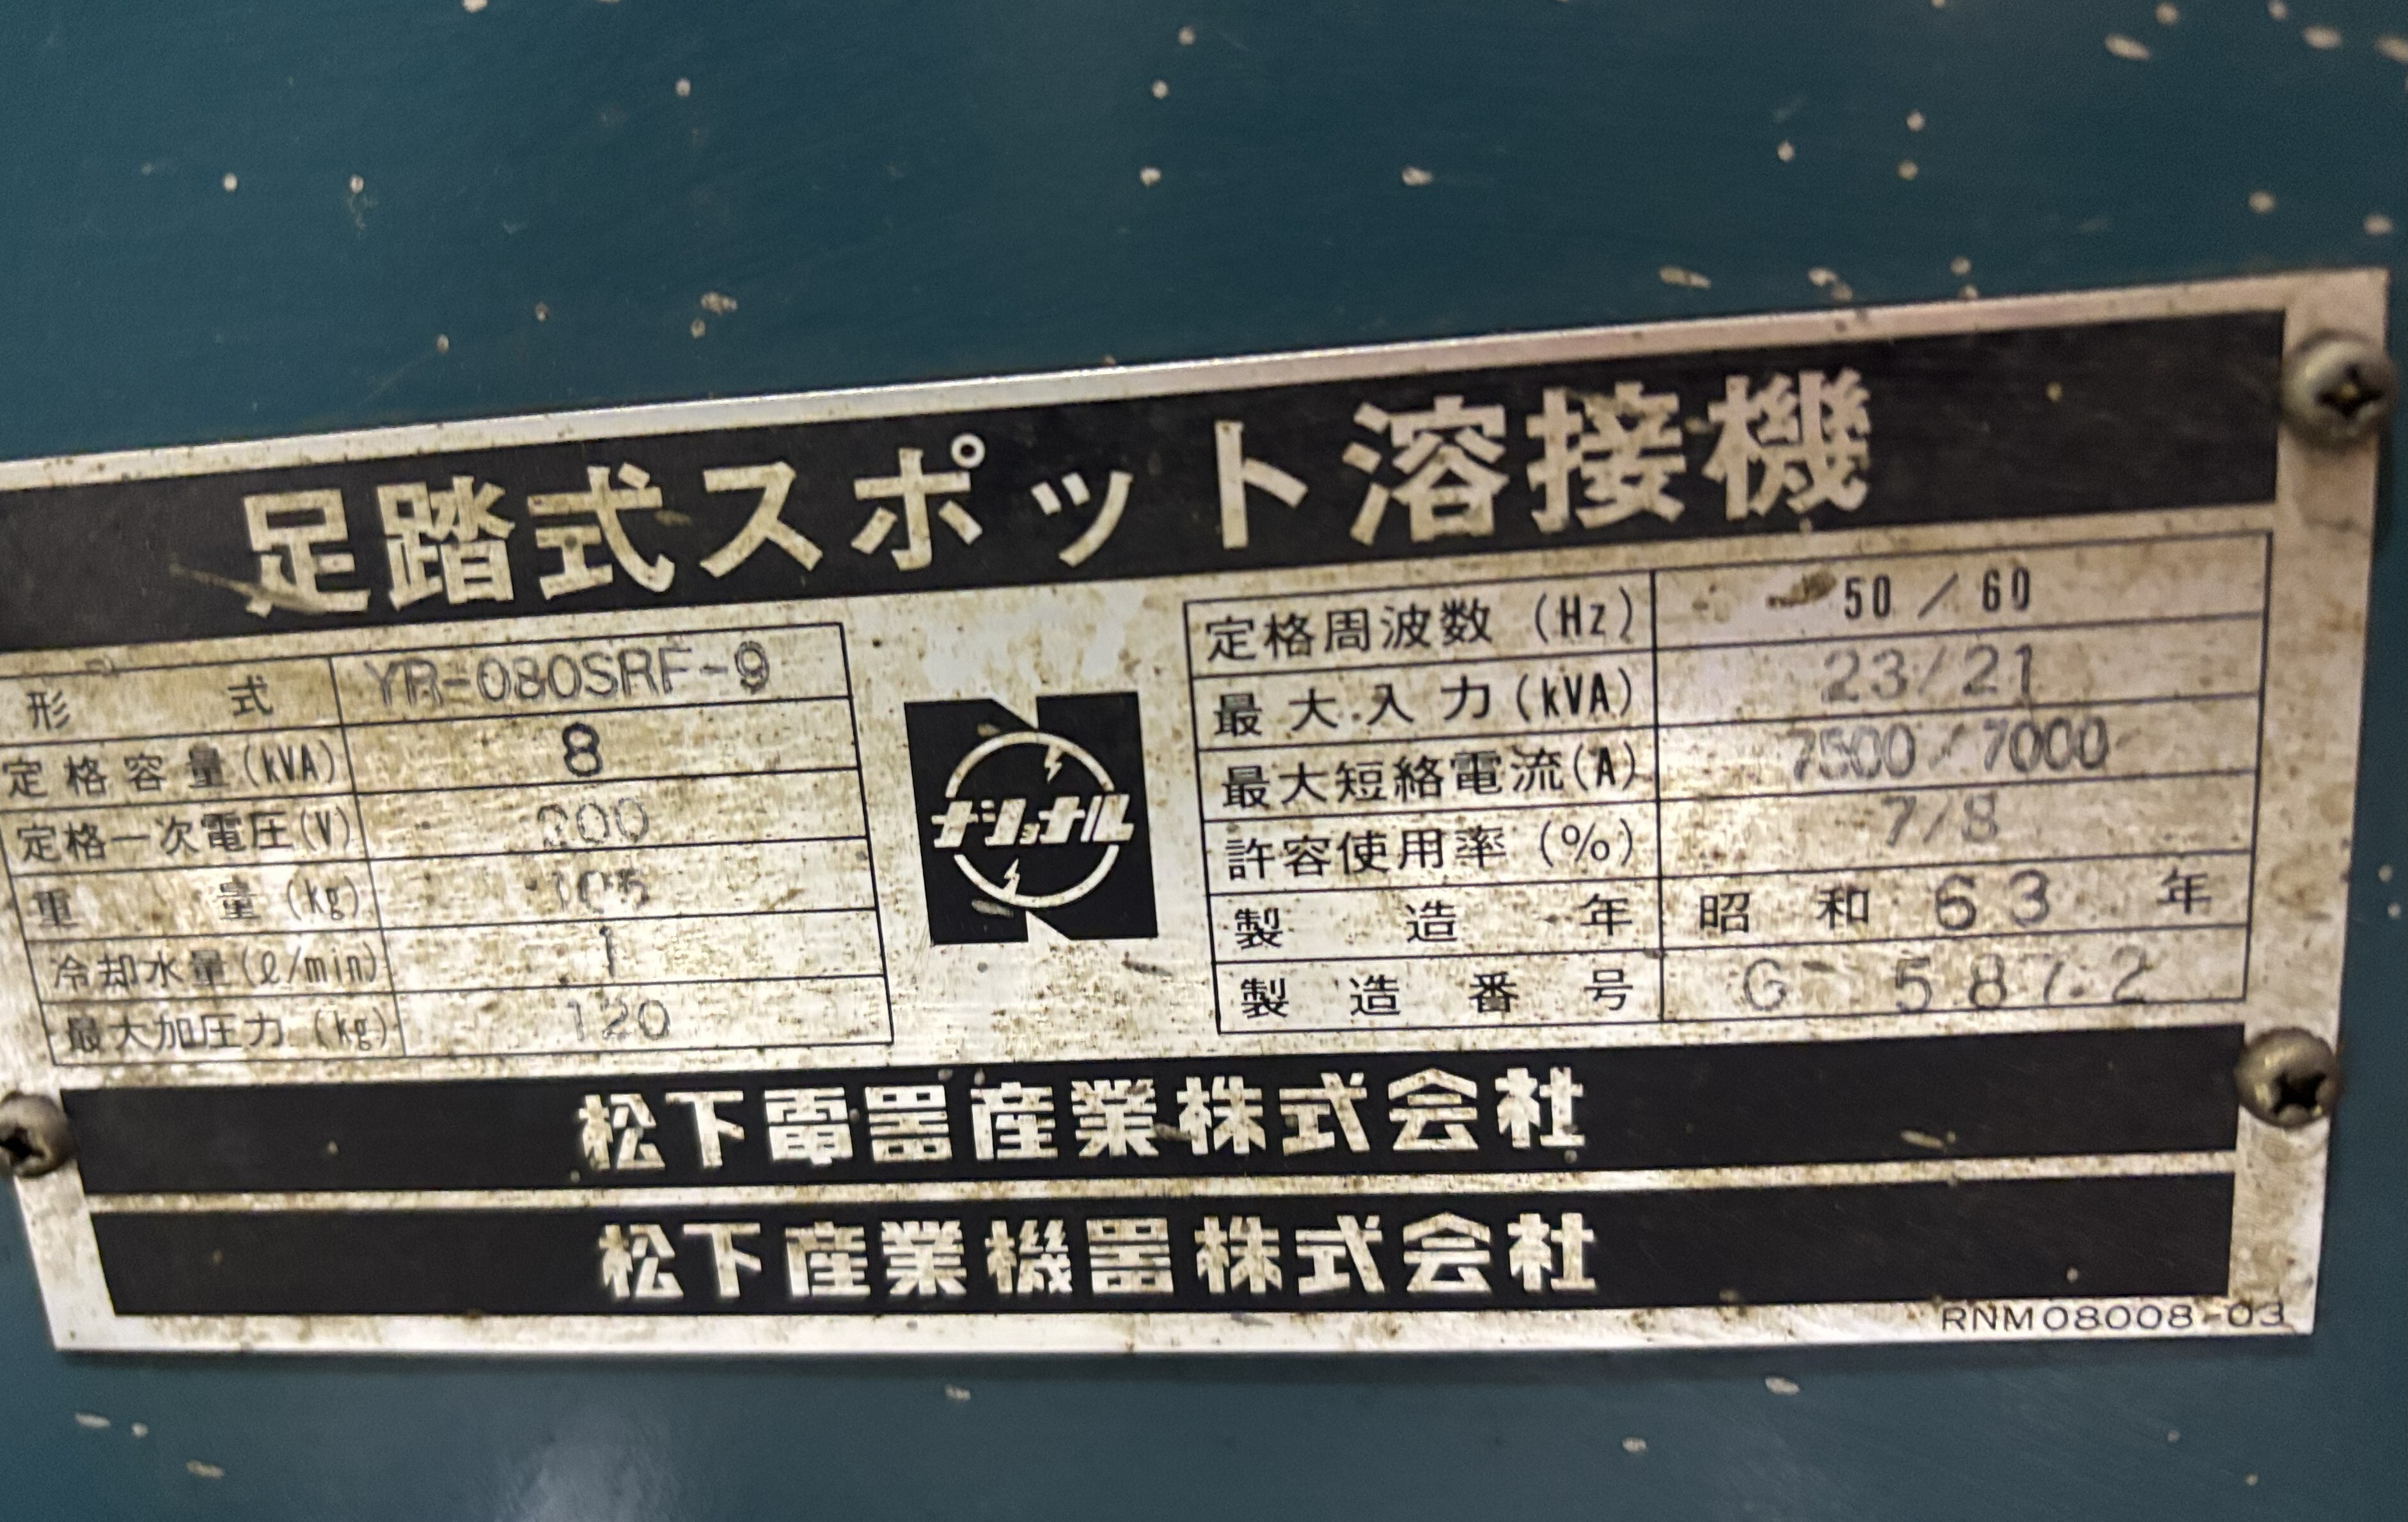 足踏式スポット溶接機
形式 YR-080SRF-9
定格容量(kVA) 8
定格一次電圧(V) 200
重量(kg) 105
冷却水量(ℓ/min) 1
最大加圧力(kg) 120
ナショナル
定格周波数(Hz) 50/60
最大入力(kVA) 23/21
最大短絡電流(A) 7500/7000
許容使用率(%) 7/8
製造年 昭和63年
製造番号 G
松下電器産業株式会社
松下産業機器株式会社
RNM08008-03